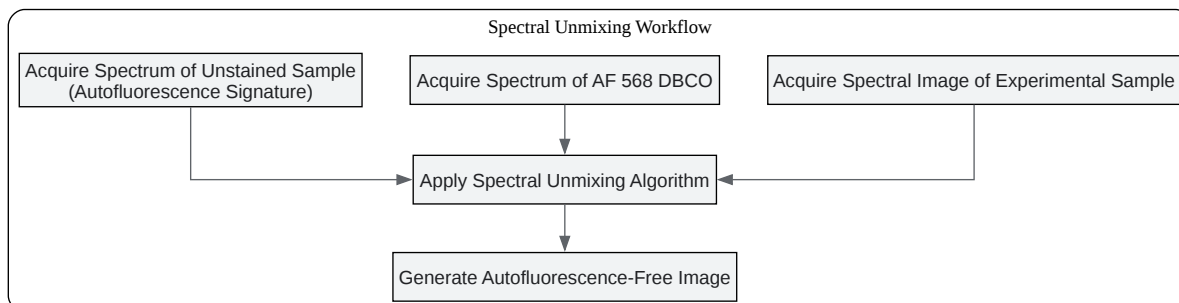 Spectral Unmixing Workflow
Acquire Spectrum of Unstained Sample
(Autofluorescence Signature)
Acquire Spectrum of AF 568 DBCO
Acquire Spectral Image of Experimental Sample
Apply Spectral Unmixing Algorithm
Generate Autofluorescence-Free Image